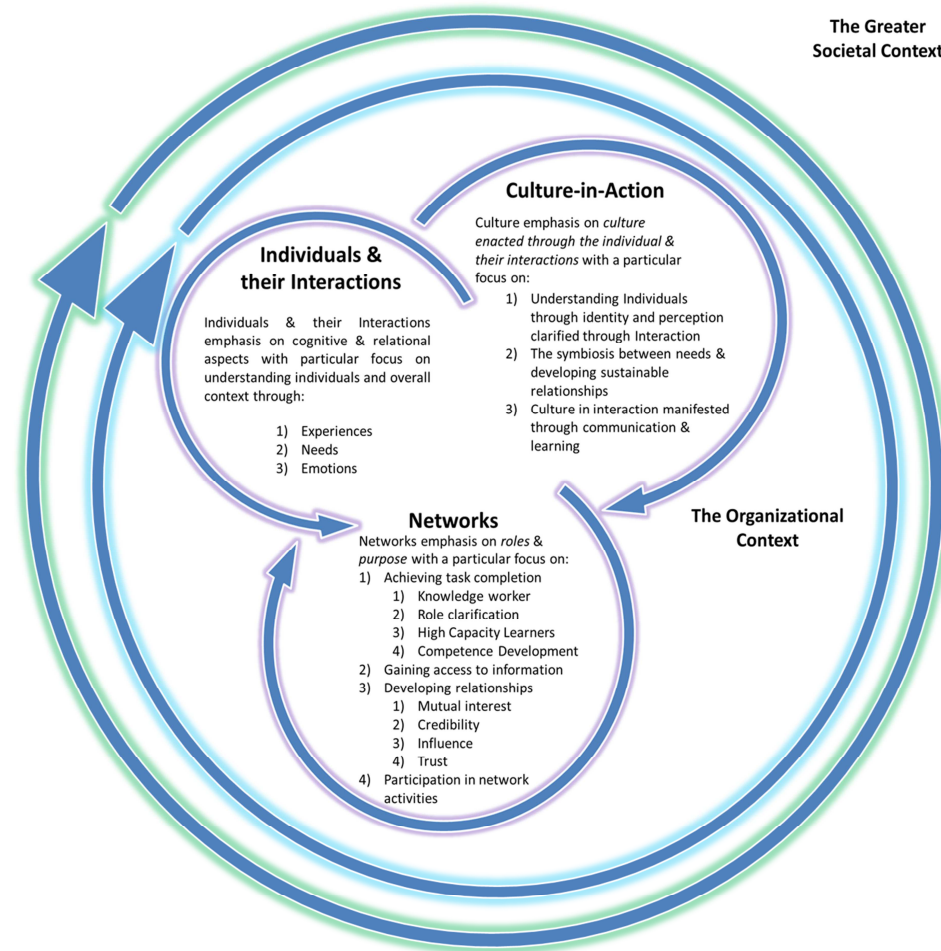 The Greater
Societal Context
Culture-in-Action
Culture emphasis on culture
enacted through the individual &
their interactions with a particular
focus on:
1) Understanding Individuals
through identity and perception
clarified through Interaction
2) The symbiosis between needs &
developing sustainable
relationships
3) Culture in interaction manifested
through communication &
learning
Individuals &
their Interactions
Individuals & their Interactions
emphasis on cognitive & relational
aspects with particular focus on
understanding individuals and overall
context through:
1) Experiences
2) Needs
3) Emotions
The Organizational
Context
Networks
Networks emphasis on roles &
purpose with a particular focus on:
1) Achieving task completion
1) Knowledge worker
2) Role clarification
3) High Capacity Learners
4) Competence Development
2) Gaining access to information
3) Developing relationships
1) Mutual interest
2) Credibility
3) Influence
4) Trust
4) Participation in network
activities